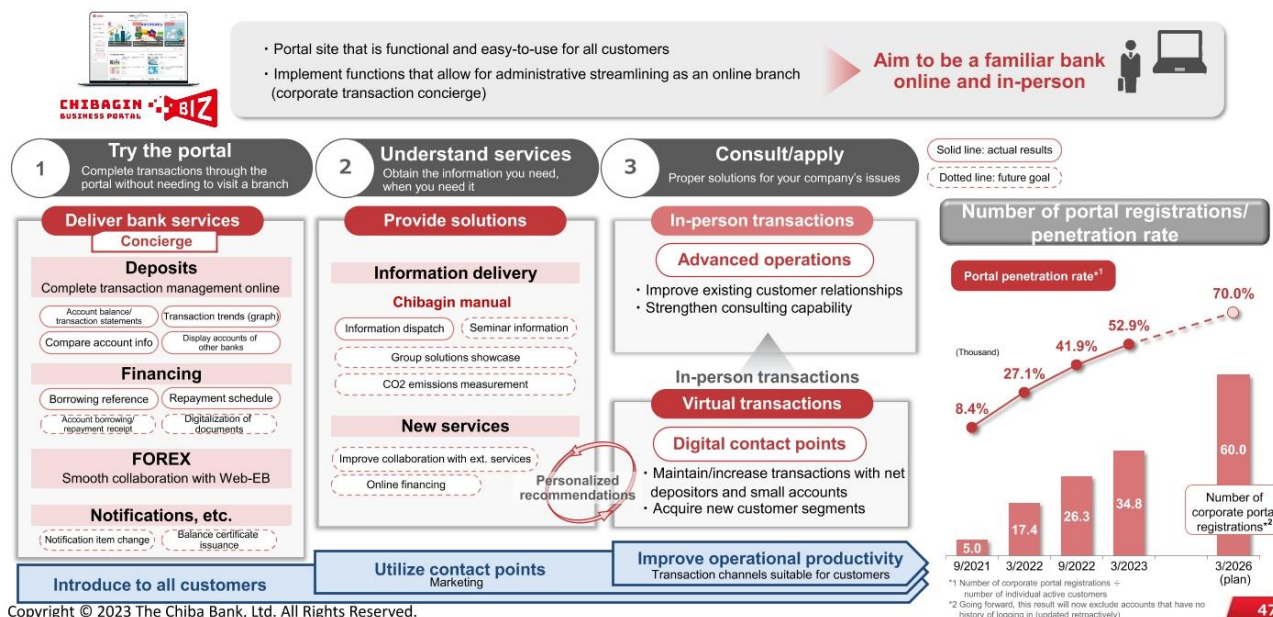 ・Portal site that is functional and easy-to-use for all customers
・Implement functions that allow for administrative streamlining as an online branch
(corporate transaction concierge)
Aim to be a familiar bank
online and in-person
CHIBAGIN BIZ
BUSINESS PORTAL
1
Try the portal
Complete transactions through the
portal without needing to visit a branch
2
Understand services
Obtain the information you need,
when you need it
3
Consult/apply
Proper solutions for your company's issues
Solid line: actual results
Dotted line: future goal
Deliver bank services
Concierge
Deposits
Complete transaction management online
Account balance/
transaction statements
Transaction trends (graph)
Compare account info
Display accounts of
other banks
Financing
Borrowing reference
Repayment schedule
Account borrowing/
repayment receipt
Digitalization of
documents
FOREX
Smooth collaboration with Web-EB
Notifications, etc.
Notification item change
Balance certificate
issuance
Provide solutions
Information delivery
Chibagin manual
Information dispatch
Seminar information
Group solutions showcase
CO2 emissions measurement
New services
Improve collaboration with ext. services
Online financing
Personalized
recommendations
In-person transactions
Advanced operations
・Improve existing customer relationships
・Strengthen consulting capability
In-person transactions
Virtual transactions
Digital contact points
・Maintain/increase transactions with net
depositors and small accounts
・Acquire new customer segments
Number of portal registrations/
penetration rate
Portal penetration rate*1
(Thousand)
8.4%
27.1%
41.9%
52.9%
70.0%
5.0
17.4
26.3
34.8
60.0
Number of
corporate portal
registrations*2
9/2021
3/2022
9/2022
3/2023
3/2026
(plan)
*1 Number of corporate portal registrations ÷
number of individual active customers
*2 Going forward, this result will now exclude accounts that have no
history of logging in (updated retroactively)
Introduce to all customers
Utilize contact points
Marketing
Improve operational productivity
Transaction channels suitable for customers
Copyright © 2023 The Chiba Bank, Ltd. All Rights Reserved.
47